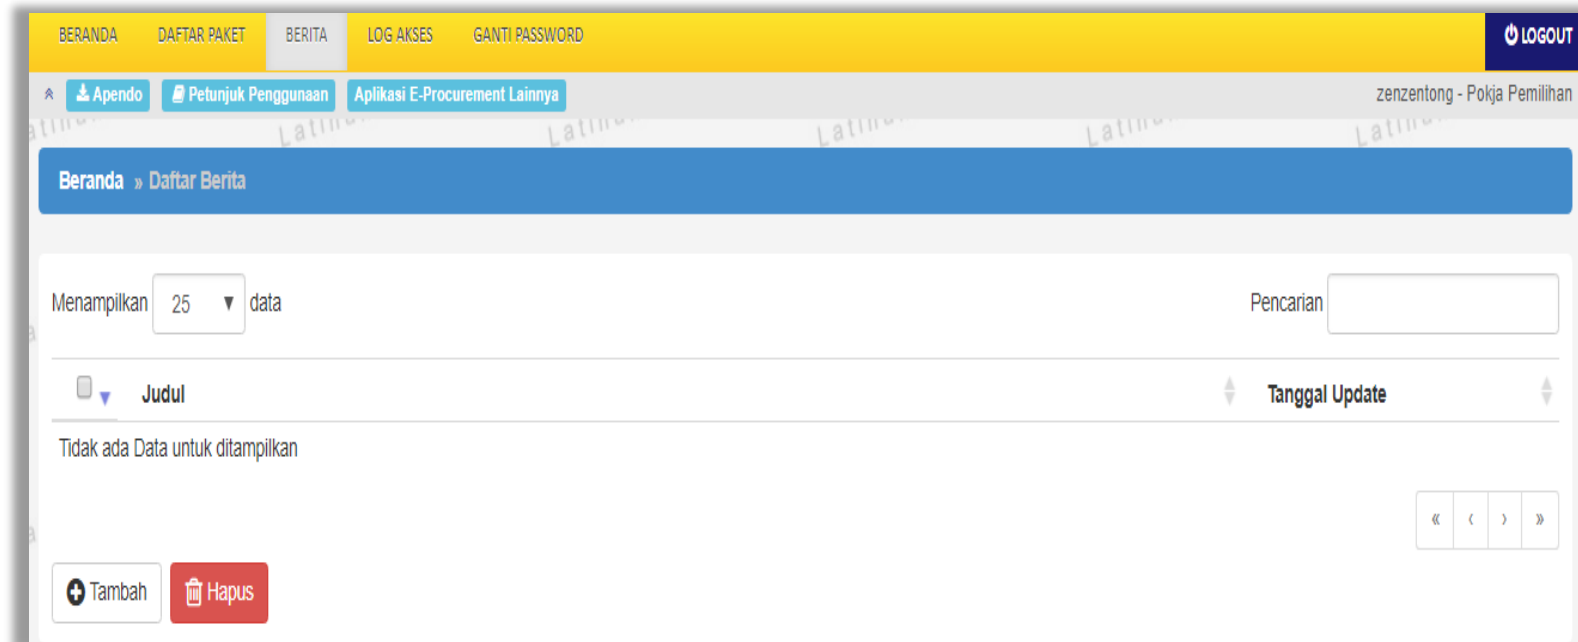 BERANDA DAFTAR PAKET BERITA LOG AKSES GANTI PASSWORD LOGOUT
Apendo Petunjuk Penggunaan Aplikasi E-Procurement Lainnya zenzentong - Pokja Pemilihan
Beranda » Daftar Berita
Menampilkan 25 data Pencarian
Judul Tanggal Update
Tidak ada Data untuk ditampilkan
« ‹ › »
Tambah Hapus